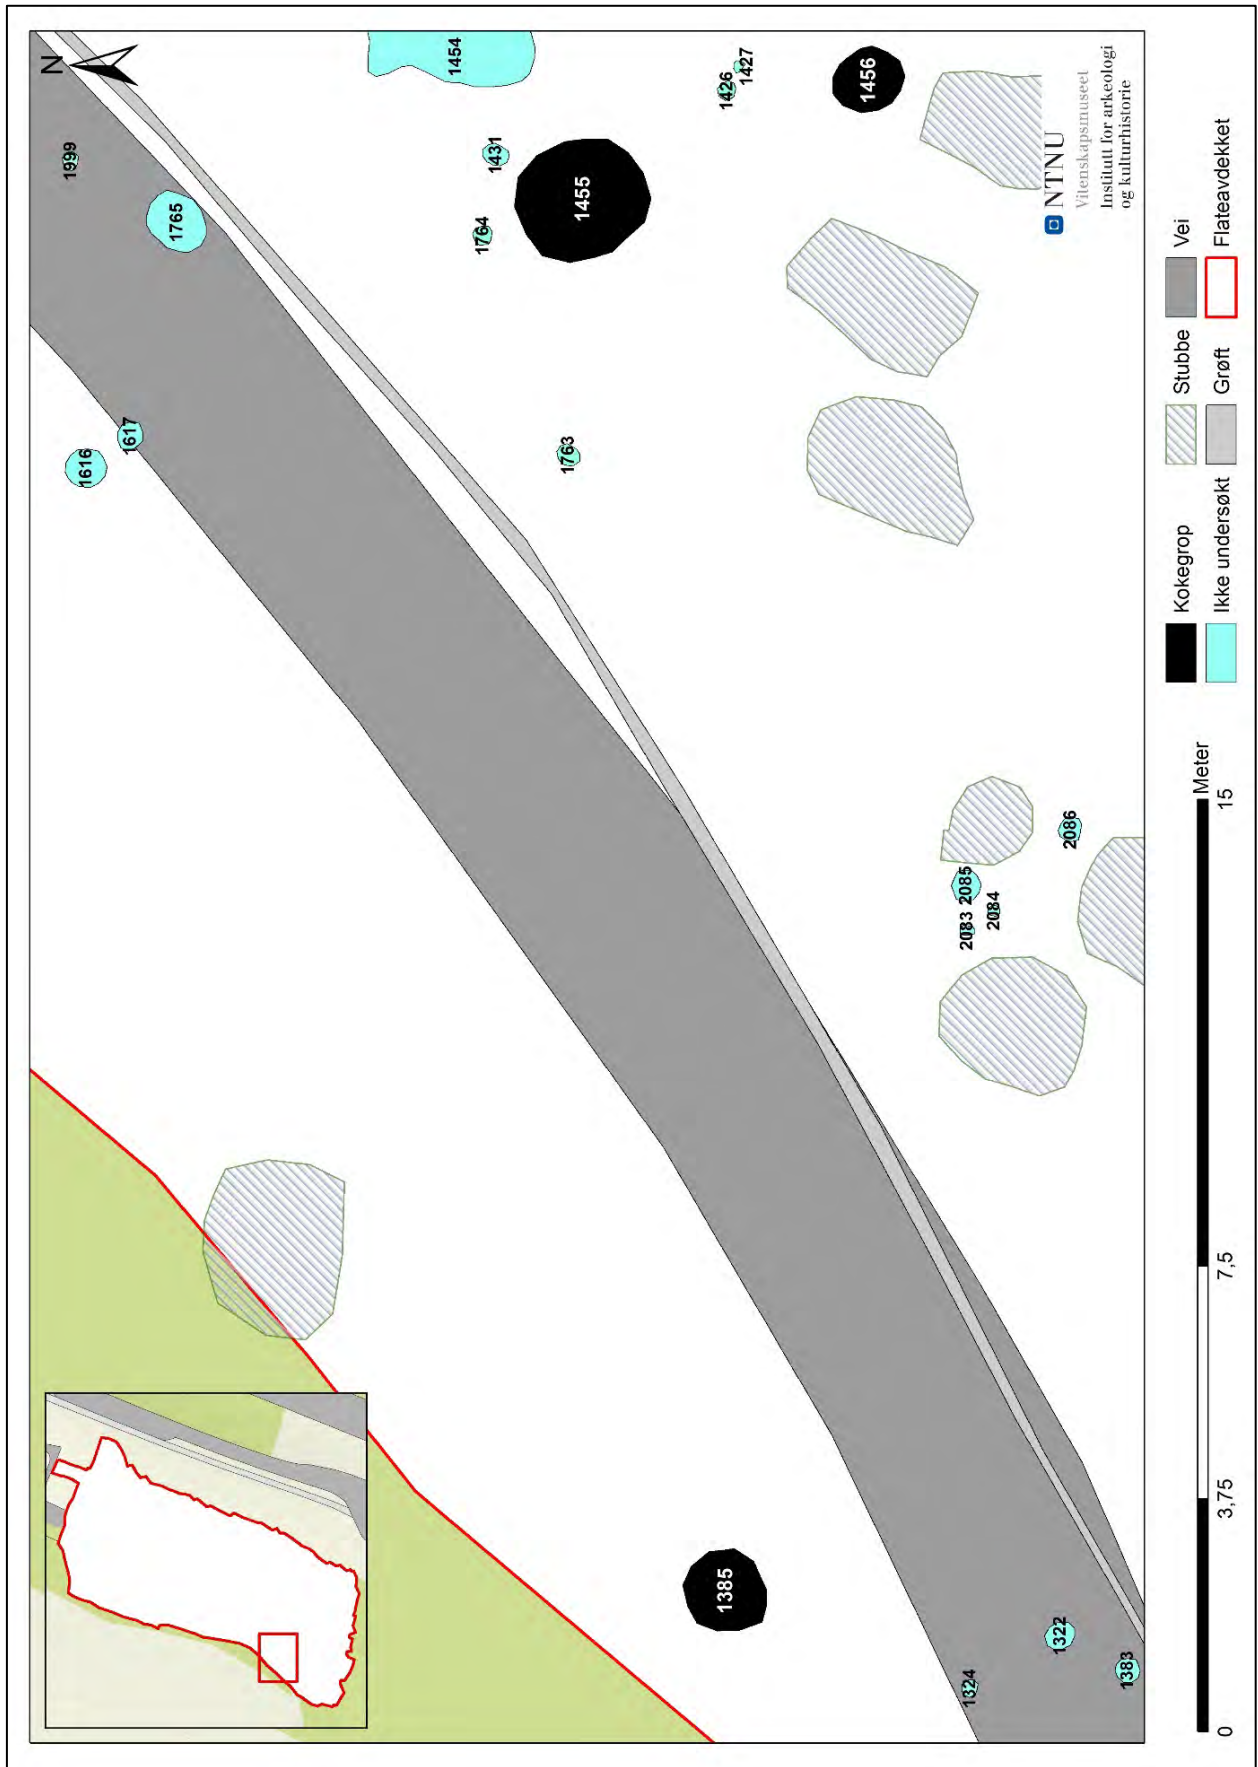 N
1999
1765
1616
1617
1454
1431
1764
1455
1763
1426
1427
1456
1385
1324
1322
1383
2083
2085
2084
2086
NTNU
Vitenskapsmuseet
Institutt for arkeologi
og kulturhistorie
Meter
0
3,75
7,5
15
Kokegrop
Stubbe
Vei
Ikke undersøkt
Grøft
Flateavdekket